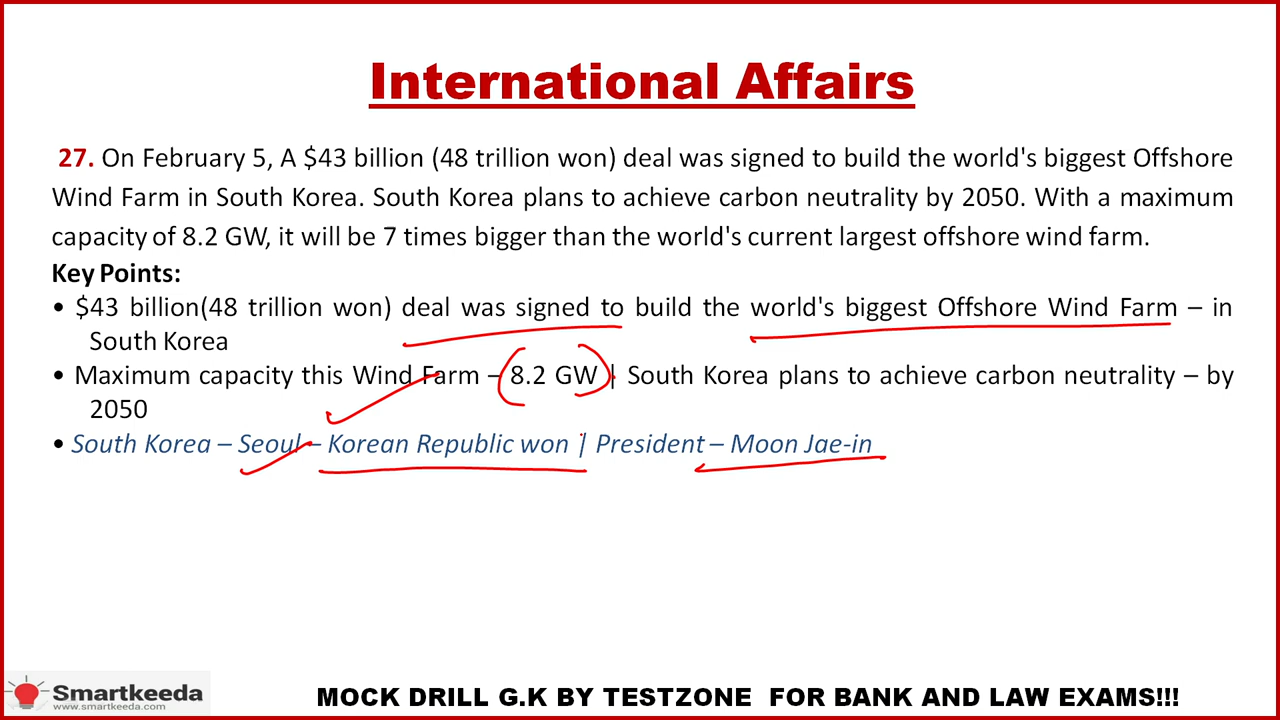 International Affairs
27. On February 5, A $43 billion (48 trillion won) deal was signed to build the world's biggest Offshore
Wind Farm in South Korea. South Korea plans to achieve carbon neutrality by 2050. With a maximum
capacity of 8.2 GW, it will be 7 times bigger than the world's current largest offshore wind farm.
Key Points:
• $43 billion(48 trillion won) deal was signed to build the world's biggest Offshore Wind Farm – in
South Korea
• Maximum capacity this Wind Farm – 8.2 GW | South Korea plans to achieve carbon neutrality – by
2050
• South Korea – Seoul – Korean Republic won | President – Moon Jae-in
Smartkeeda
www.smartkeeda.com
MOCK DRILL G.K BY TESTZONE FOR BANK AND LAW EXAMS!!!